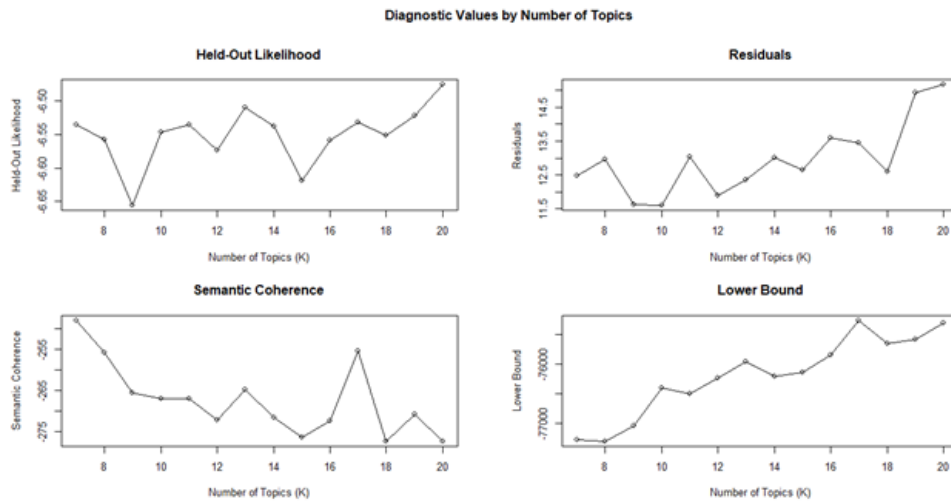 Diagnostic Values by Number of Topics
Held-Out Likelihood
Held-Out Likelihood
-6.50
-6.55
-6.60
-6.65
8 10 12 14 16 18 20
Number of Topics (K)
Residuals
Residuals
14.5
13.5
12.5
11.5
8 10 12 14 16 18 20
Number of Topics (K)
Semantic Coherence
Semantic Coherence
-255
-265
-275
8 10 12 14 16 18 20
Number of Topics (K)
Lower Bound
Lower Bound
-76000
-77000
8 10 12 14 16 18 20
Number of Topics (K)